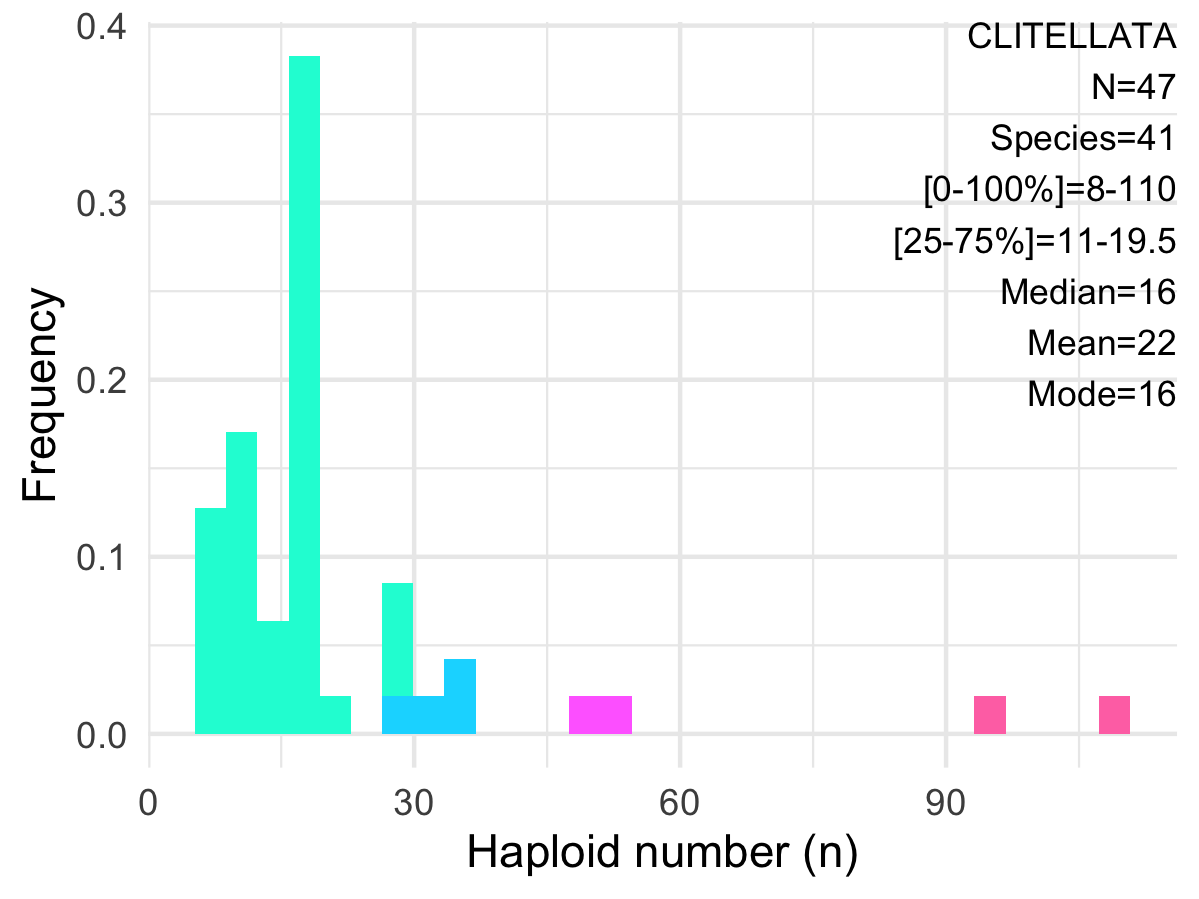 0.4
0.3
0.2
0.1
0.0
Frequency
CLITELLATA
N=47
Species=41
[0-100%]=8-110
[25-75%]=11-19.5
Median=16
Mean=22
Mode=16
0 30 60 90
Haploid number (n)